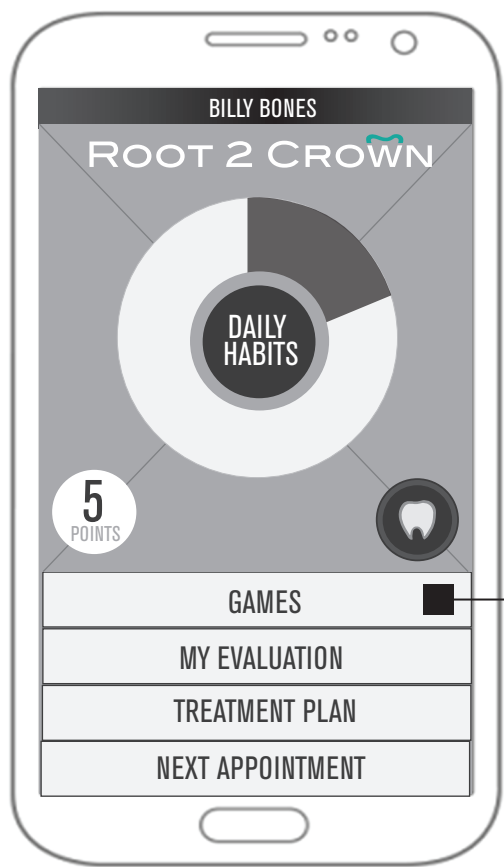 BILLY BONES
ROOT 2 CROWN
DAILY
HABITS
5
POINTS
GAMES
MY EVALUATION
TREATMENT PLAN
NEXT APPOINTMENT